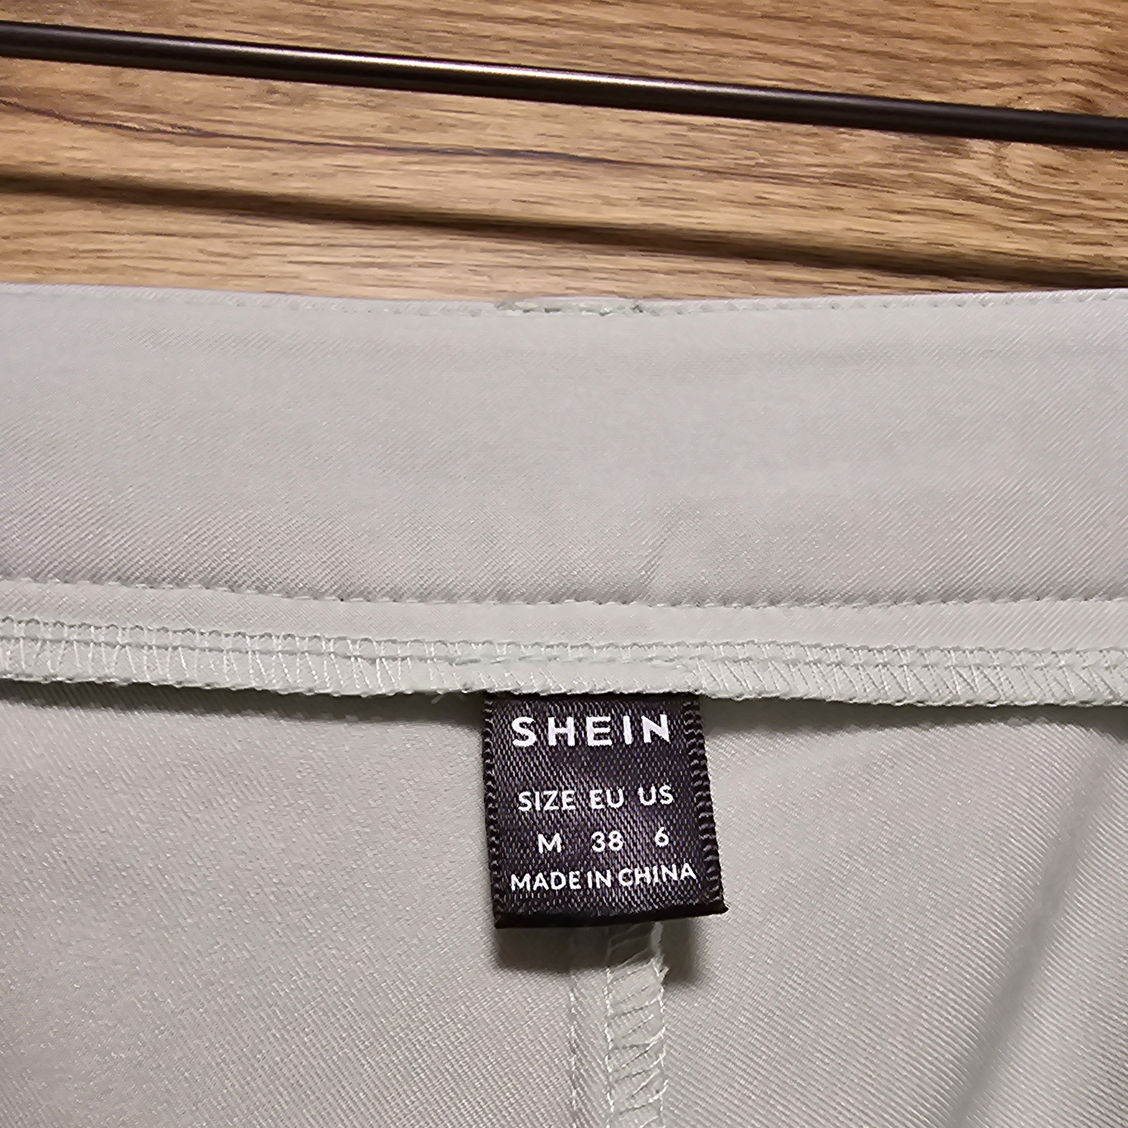 SHEIN
SIZE EU US
M 38 6
MADE IN CHINA